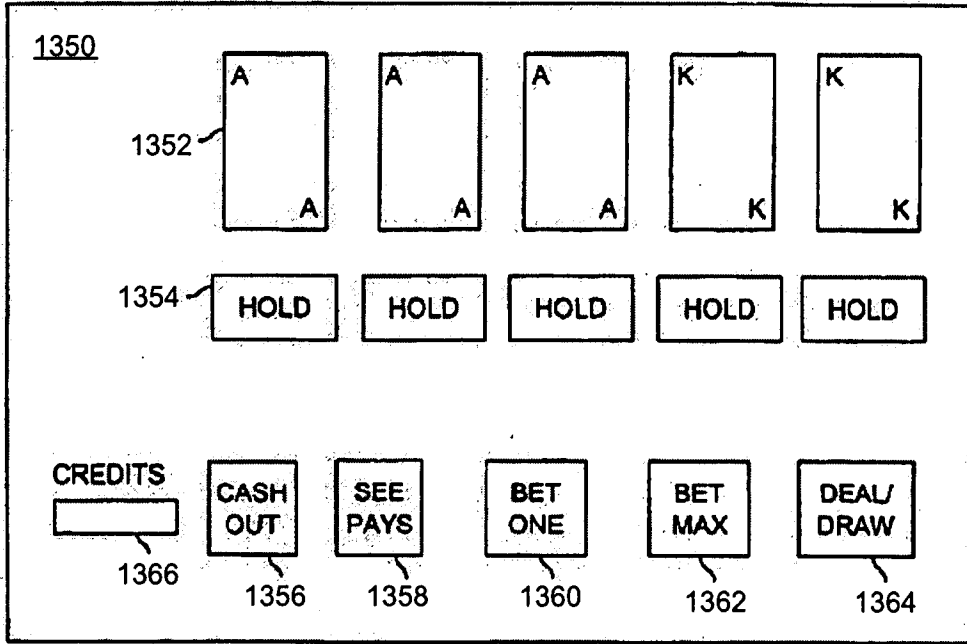 1350
A A A K K
1352
A A A K K
1354
HOLD HOLD HOLD HOLD HOLD
CREDITS
CASH SEE BET BET DEAL/
OUT PAYS ONE MAX DRAW
1366 1356 1358 1360 1362 1364